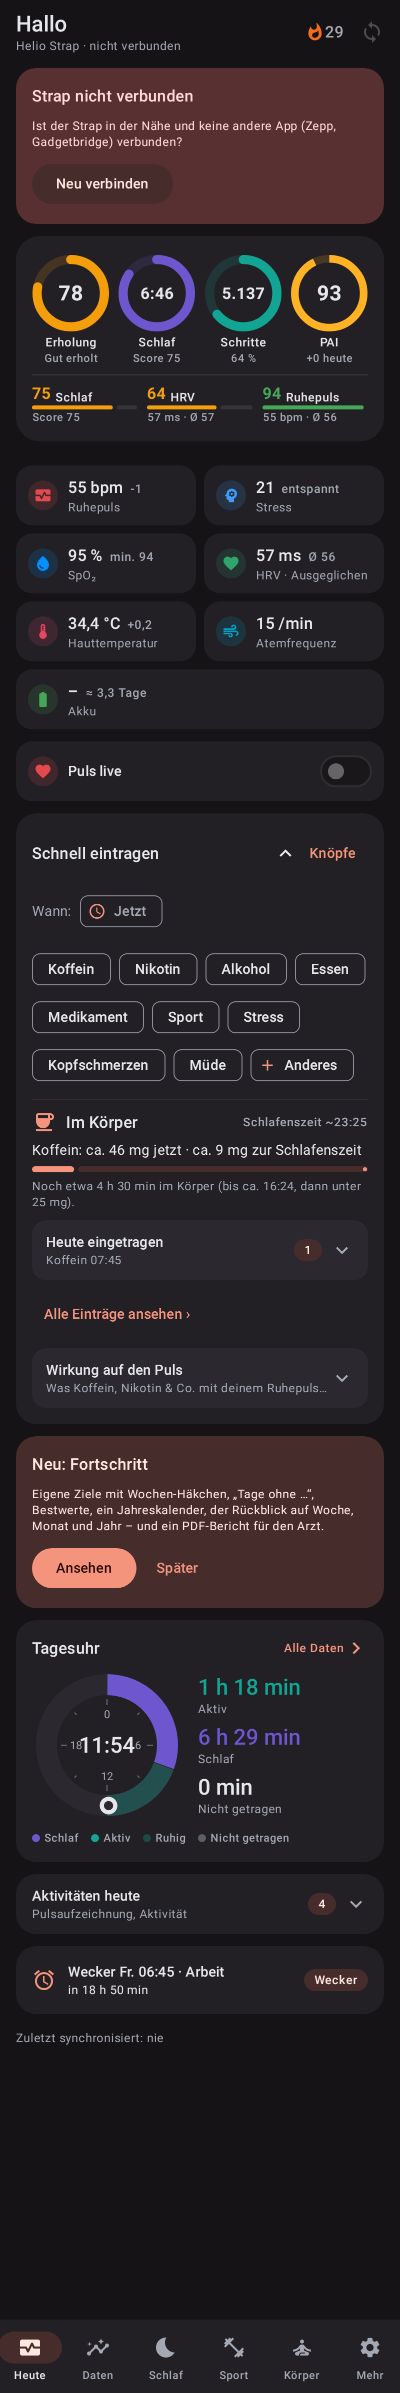 Hallo
Helio Strap · nicht verbunden
29
Strap nicht verbunden
Ist der Strap in der Nähe und keine andere App (Zepp,
Gadgetbridge) verbunden?
Neu verbinden
78 6:46 5.137 93
Erholung Schlaf Schritte PAI
Gut erholt Score 75 64 % +0 heute
75 Schlaf 64 HRV 94 Ruhepuls
Score 75 57 ms · Ø 57 55 bpm · Ø 56
55 bpm -1
Ruhepuls
21 entspannt
Stress
95 % min. 94
SpO₂
57 ms Ø 56
HRV · Ausgeglichen
34,4 °C +0,2
Hauttemperatur
15 /min
Atemfrequenz
– ≈ 3,3 Tage
Akku
Puls live
Schnell eintragen Knöpfe
Wann: Jetzt
Koffein Nikotin Alkohol Essen
Medikament Sport Stress
Kopfschmerzen Müde + Anderes
Im Körper Schlafenszeit ~23:25
Koffein: ca. 46 mg jetzt · ca. 9 mg zur Schlafenszeit
Noch etwa 4 h 30 min im Körper (bis ca. 16:24, dann unter
25 mg).
Heute eingetragen 1
Koffein 07:45
Alle Einträge ansehen ›
Wirkung auf den Puls
Was Koffein, Nikotin & Co. mit deinem Ruhepuls…
Neu: Fortschritt
Eigene Ziele mit Wochen-Häkchen, „Tage ohne …“,
Bestwerte, ein Jahreskalender, der Rückblick auf Woche,
Monat und Jahr – und ein PDF-Bericht für den Arzt.
Ansehen Später
Tagesuhr Alle Daten
0
18 11:54 6
12
1 h 18 min
Aktiv
6 h 29 min
Schlaf
0 min
Nicht getragen
Schlaf Aktiv Ruhig Nicht getragen
Aktivitäten heute 4
Pulsaufzeichnung, Aktivität
Wecker Fr. 06:45 · Arbeit Wecker
in 18 h 50 min
Zuletzt synchronisiert: nie
Heute Daten Schlaf Sport Körper Mehr